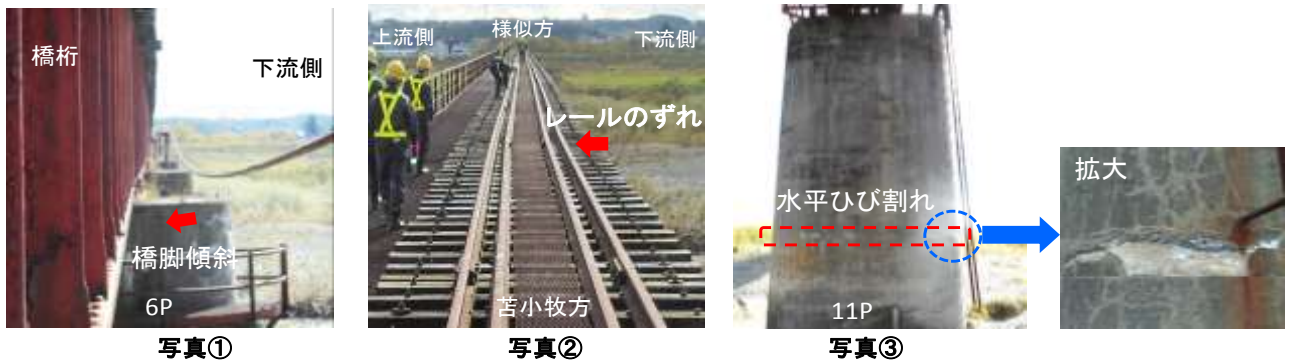 橋桁
下流側
橋脚傾斜
6P
写真①
上流側
様似方
下流側
レールのずれ
苫小牧方
写真②
水平ひび割れ
11P
写真③
拡大